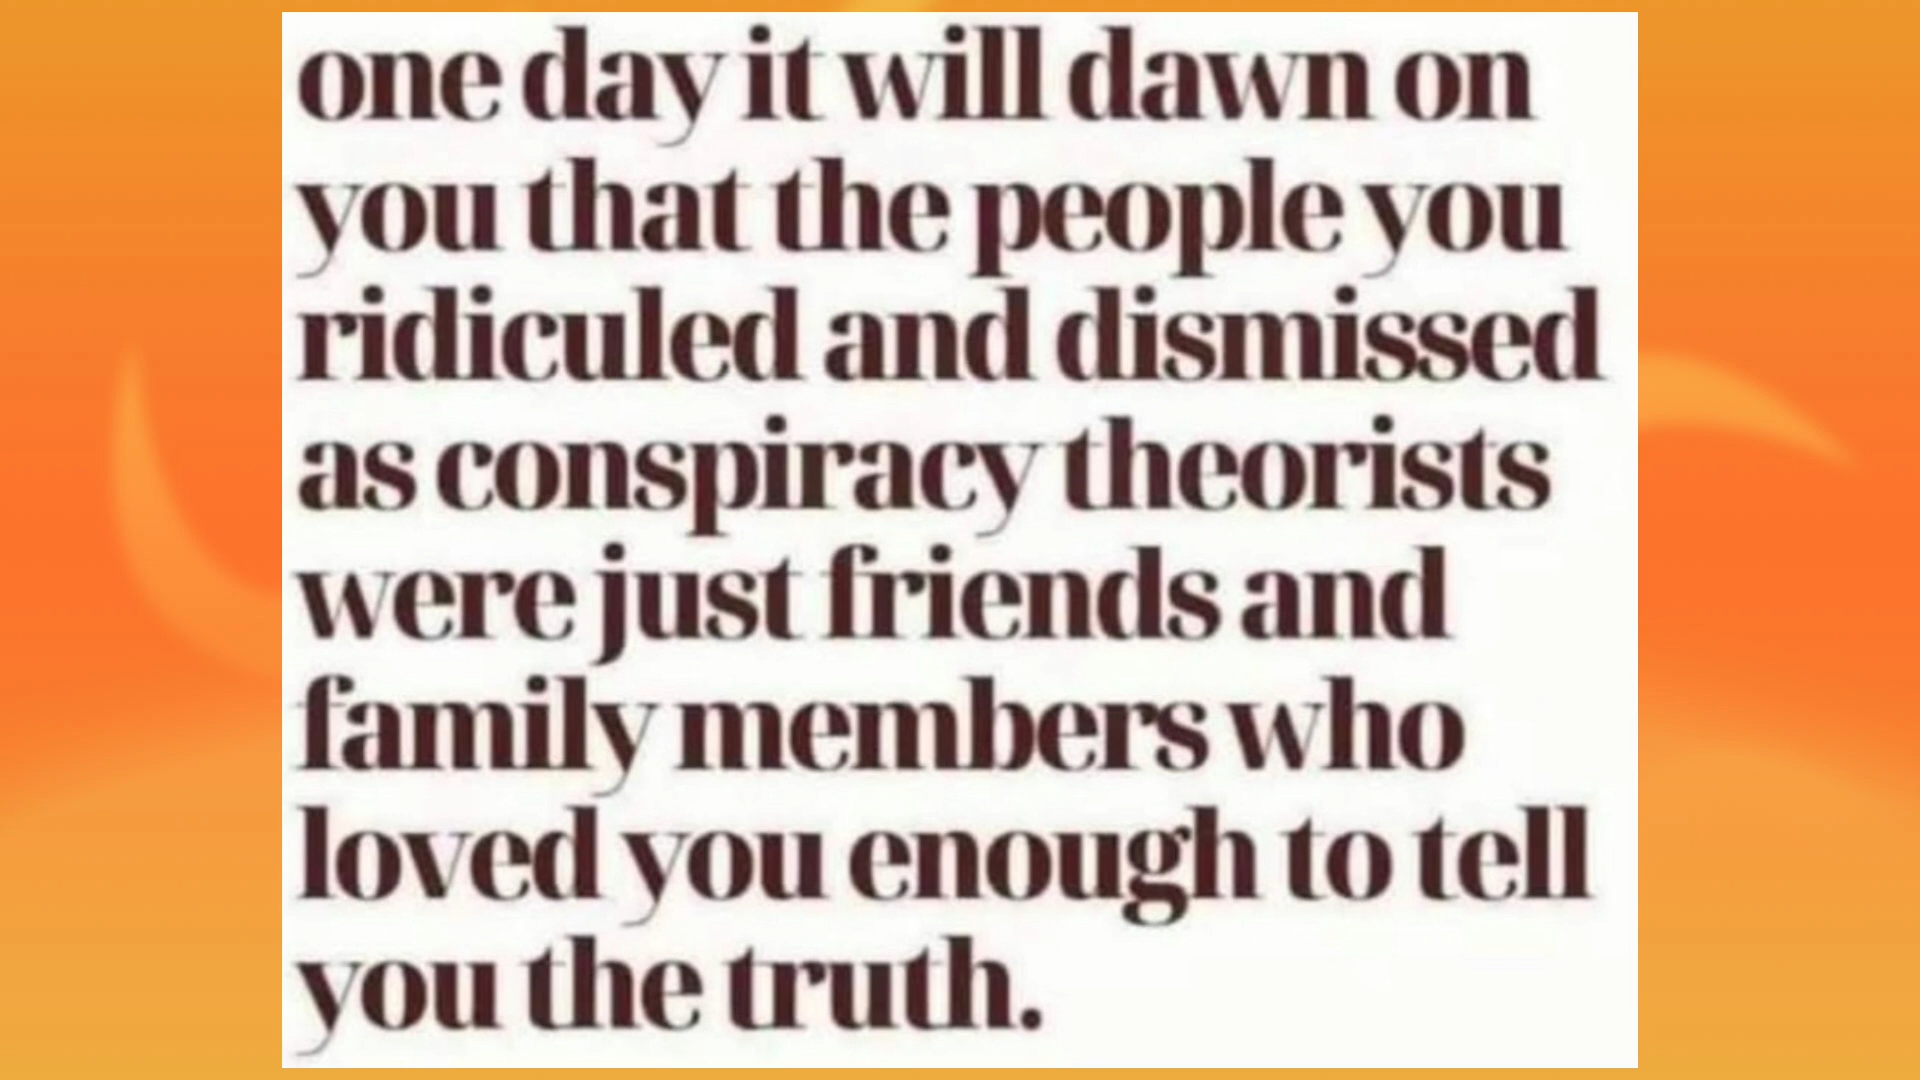 one day it will dawn on
you that the people you
ridiculed and dismissed
as conspiracy theorists
were just friends and
family members who
loved you enough to tell
you the truth.